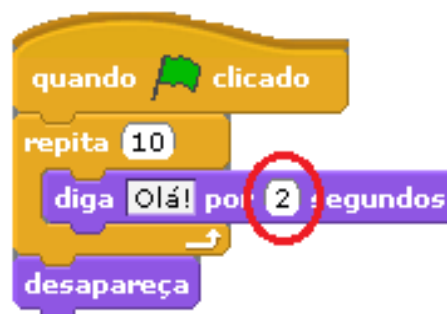 quando clicado
repita 10
diga Olá! por 2 segundos
desapareça